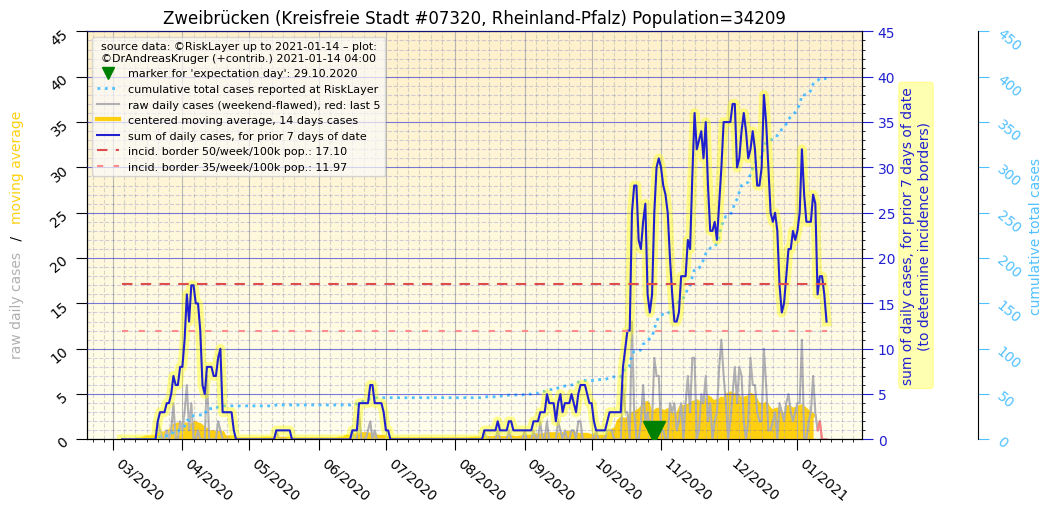 Zweibrücken (Kreisfreie Stadt #07320, Rheinland-Pfalz) Population=34209
source data: ©RiskLayer up to 2021-01-14 – plot:
©DrAndreasKruger (+contrib.) 2021-01-14 04:00
marker for 'expectation day': 29.10.2020
cumulative total cases reported at RiskLayer
raw daily cases (weekend-flawed), red: last 5
centered moving average, 14 days cases
sum of daily cases, for prior 7 days of date
incid. border 50/week/100k pop.: 17.10
incid. border 35/week/100k pop.: 11.97
raw daily cases / moving average
45
40
35
30
25
20
15
10
5
0
03/2020
04/2020
05/2020
06/2020
07/2020
08/2020
09/2020
10/2020
11/2020
12/2020
01/2021
45
40
35
30
25
20
15
10
5
0
sum of daily cases, for prior 7 days of date
(to determine incidence borders)
450
400
350
300
250
200
150
100
50
0
cumulative total cases